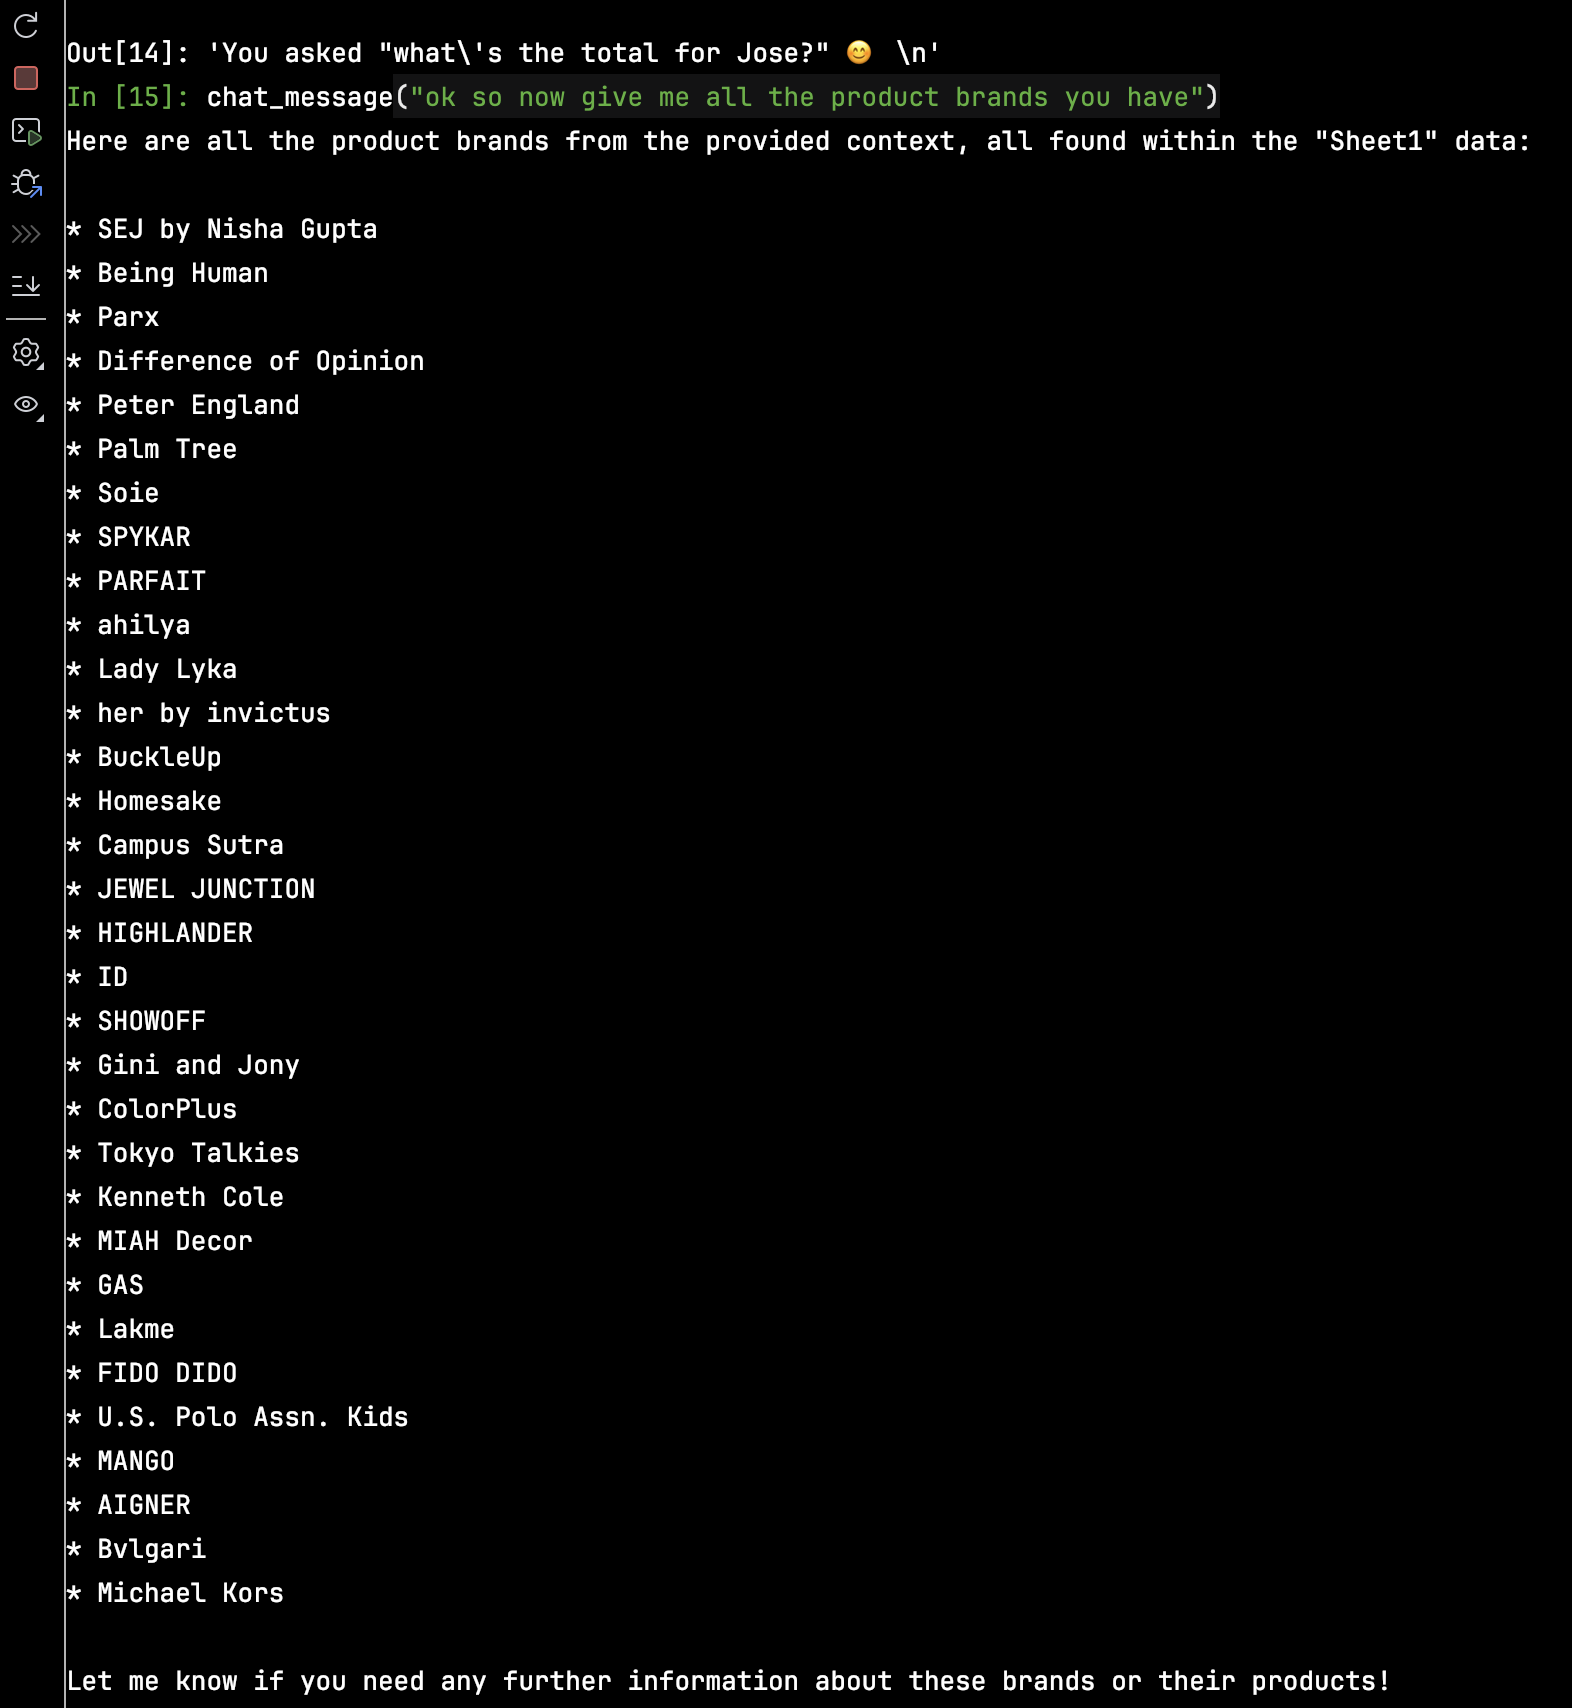 Out[14]: 'You asked "what\'s the total for Jose?" 😊 \n'
In [15]: chat_message("ok so now give me all the product brands you have")
Here are all the product brands from the provided context, all found within the "Sheet1" data:
* SEJ by Nisha Gupta
* Being Human
* Parx
* Difference of Opinion
* Peter England
* Palm Tree
* Soie
* SPYKAR
* PARFAIT
* ahilya
* Lady Lyka
* her by invictus
* BuckleUp
* Homesake
* Campus Sutra
* JEWEL JUNCTION
* HIGHLANDER
* ID
* SHOWOFF
* Gini and Jony
* ColorPlus
* Tokyo Talkies
* Kenneth Cole
* MIAH Decor
* GAS
* Lakme
* FIDO DIDO
* U.S. Polo Assn. Kids
* MANGO
* AIGNER
* Bvlgari
* Michael Kors
Let me know if you need any further information about these brands or their products!